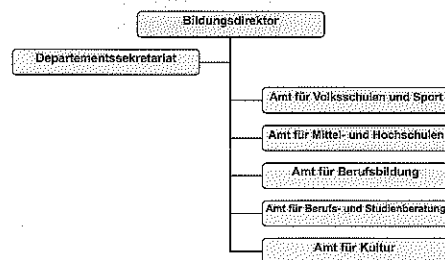 Bildungsdirektor
Departementssekretariat
Amt für Volksschulen und Sport
Amt für Mittel- und Hochschulen
Amt für Berufsbildung
Amt für Berufs- und Studienberatung
Amt für Kultur